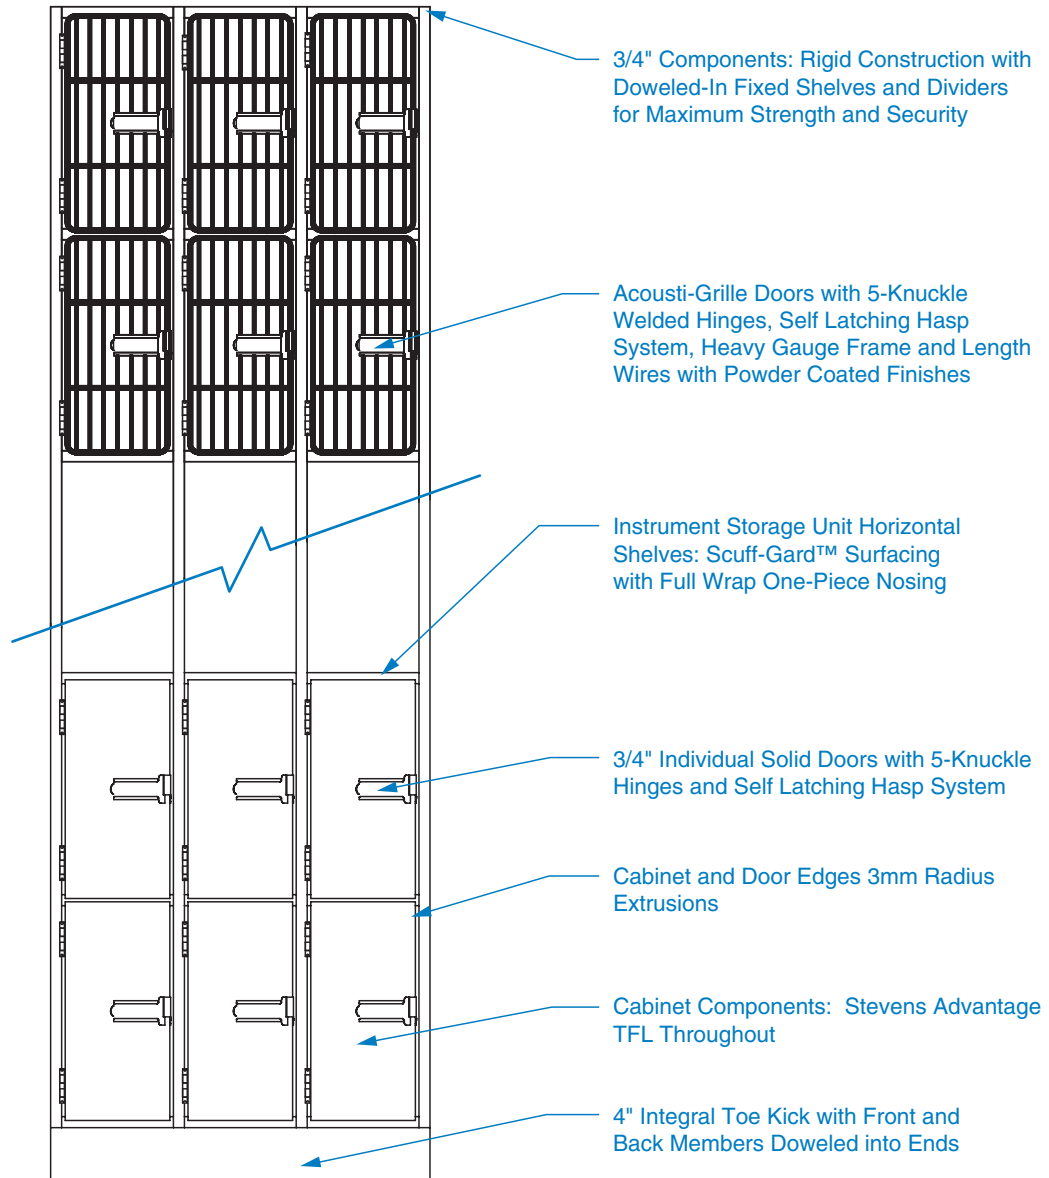 3/4" Components: Rigid Construction with
Doweled-In Fixed Shelves and Dividers
for Maximum Strength and Security
Acousti-Grille Doors with 5-Knuckle
Welded Hinges, Self Latching Hasp
System, Heavy Gauge Frame and Length
Wires with Powder Coated Finishes
Instrument Storage Unit Horizontal
Shelves: Scuff-Gard™ Surfacing
with Full Wrap One-Piece Nosing
3/4" Individual Solid Doors with 5-Knuckle
Hinges and Self Latching Hasp System
Cabinet and Door Edges 3mm Radius
Extrusions
Cabinet Components:  Stevens Advantage
TFL Throughout
4" Integral Toe Kick with Front and
Back Members Doweled into Ends